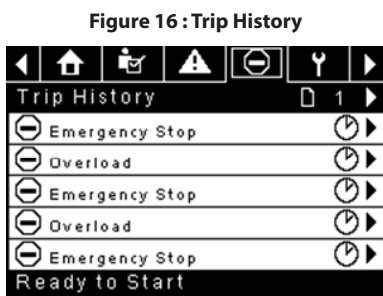 Figure 16 : Trip History
Trip History 1
Emergency Stop
Overload
Emergency Stop
Overload
Emergency Stop
Ready to Start